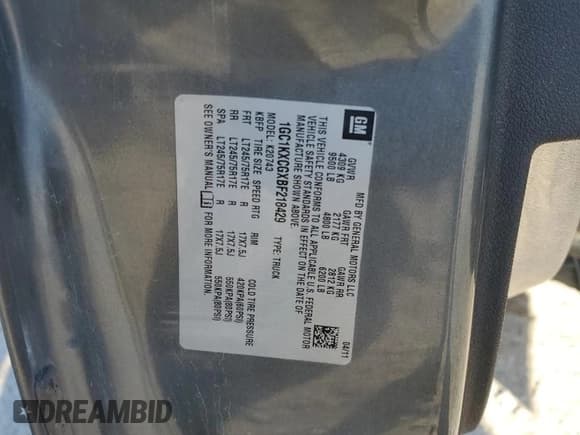 GM
MFD BY GENERAL MOTORS LLC 04/11
GVWR GAWR FRT GAWR RR
4309 KG 2177 KG 2812 KG
9500 LB 4800 LB 6200 LB
THIS VEHICLE CONFORMS TO ALL APPLICABLE U.S. FEDERAL MOTOR
VEHICLE SAFETY STANDARDS IN EFFECT ON THE DATE OF
MANUFACTURE SHOWN ABOVE.
1GC1KXCGXBF218429 TYPE: TRUCK
MODEL: K20743
KBFP TIRE SIZE SPEED RTG RIM COLD TIRE PRESSURE
FRT LT245/75R17E R 17X7.5J 420KPA(60PSI)
RR LT245/75R17E R 17X7.5J 550KPA(80PSI)
SPA LT245/75R17E R 17X7.5J 550KPA(80PSI)
SEE OWNER'S MANUAL FOR MORE INFORMATION.
DREAMBID